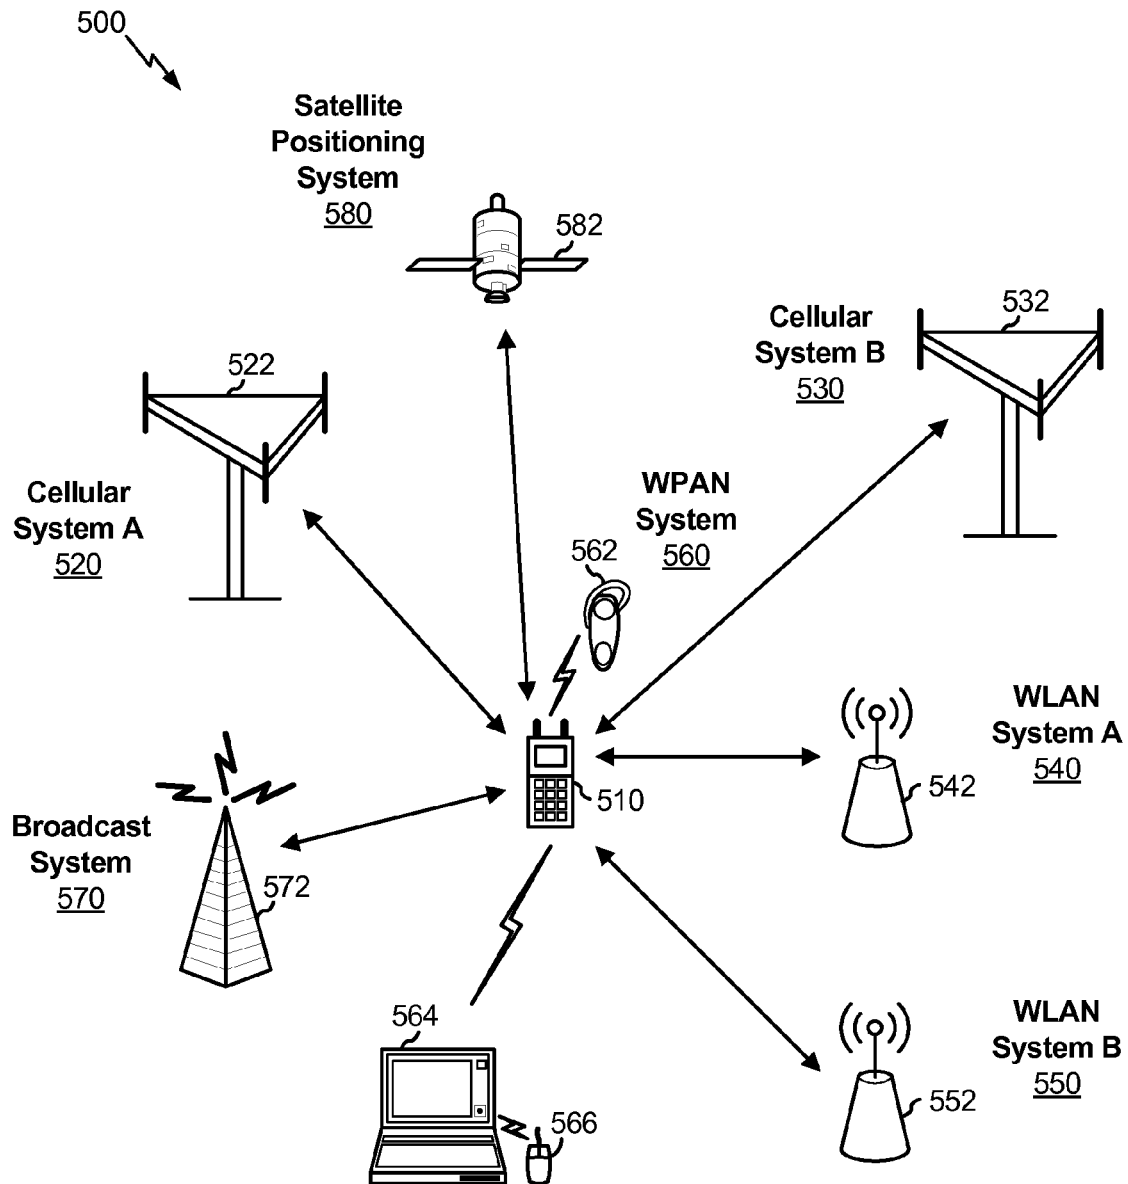 500
Satellite
Positioning
System
580
582
Cellular
System B
530
532
522
Cellular
System A
520
WPAN
System
560
562
WLAN
System A
540
542
510
Broadcast
System
570
572
564
566
WLAN
System B
550
552